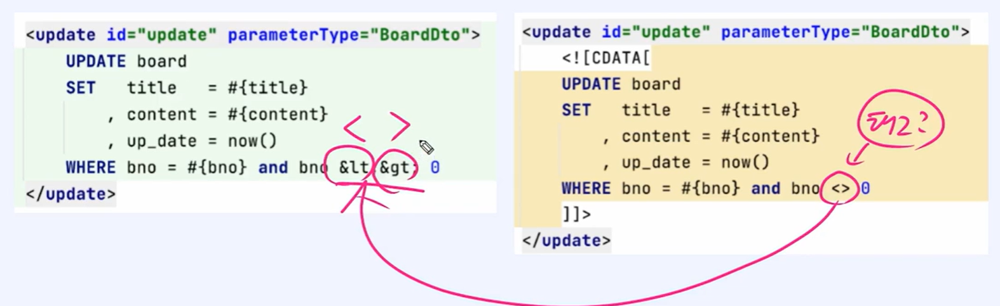 <update id="update" parameterType="BoardDto">
UPDATE board
SET title = #{title}
, content = #{content}
, up_date = now()
WHERE bno = #{bno} and bno &lt;&gt; 0
</update>
< >
<update id="update" parameterType="BoardDto">
<![CDATA[
UPDATE board
SET title = #{title}
, content = #{content}
, up_date = now()
WHERE bno = #{bno} and bno <> 0
]]>
</update>
태그?